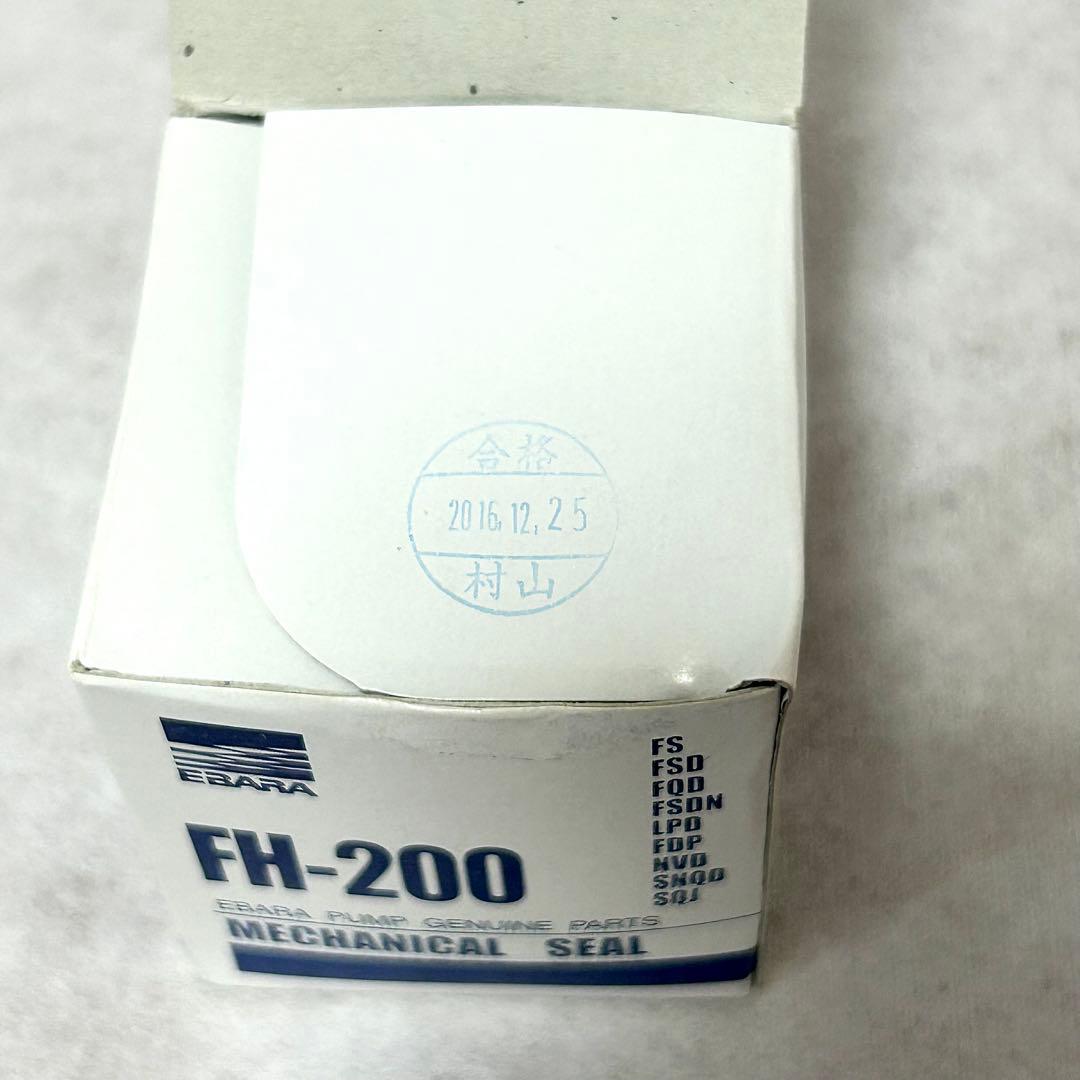 合格
2016.12.25
村山
EBARA
FH-200
EBARA PUMP GENUINE PARTS
MECHANICAL SEAL
FS
FSD
FQD
FSDN
LPD
FDP
NVD
SNQD
SQJ